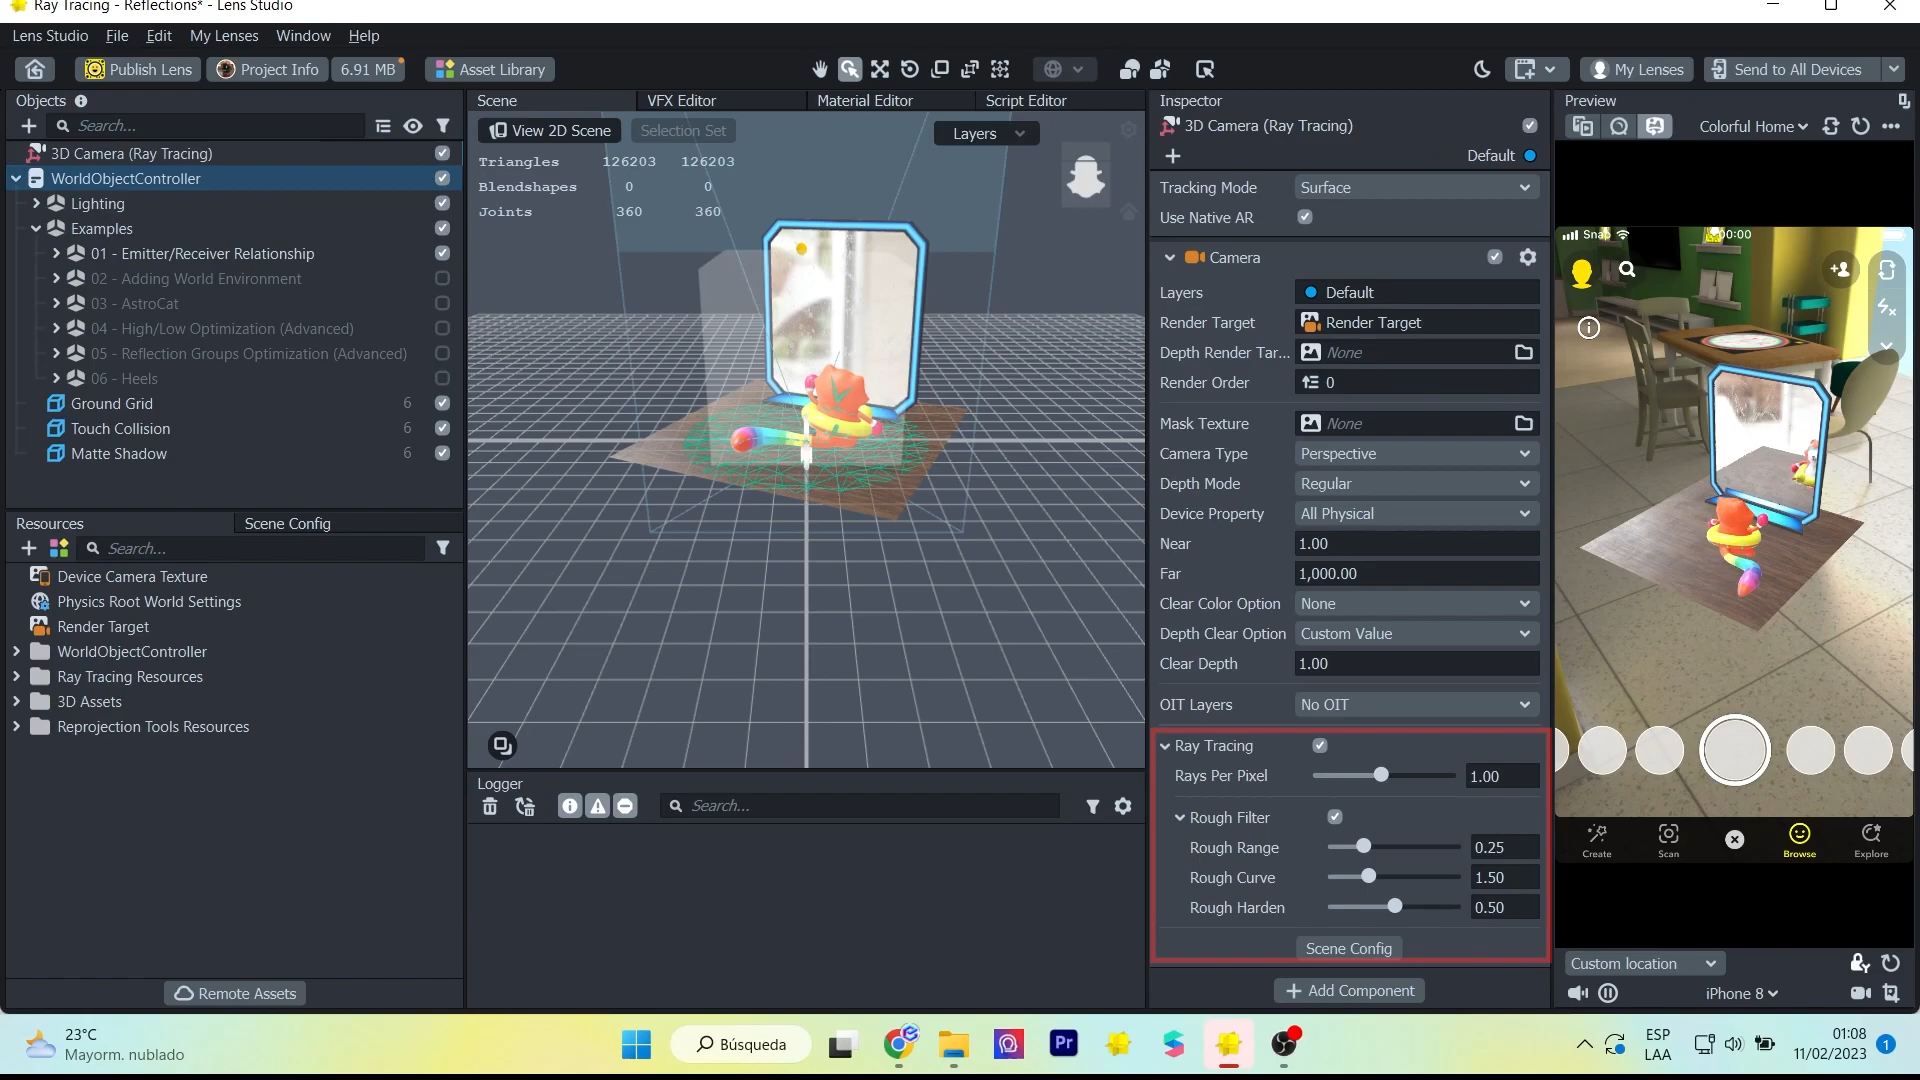 Ray Tracing - Reflections* - Lens Studio
Lens Studio File Edit My Lenses Window Help
Publish Lens Project Info 6.91 MB Asset Library My Lenses Send to All Devices
Objects
Search...
3D Camera (Ray Tracing)
WorldObjectController
Lighting
Examples
01 - Emitter/Receiver Relationship
02 - Adding World Environment
03 - AstroCat
04 - High/Low Optimization (Advanced)
05 - Reflection Groups Optimization (Advanced)
06 - Heels
Ground Grid 6
Touch Collision 6
Matte Shadow 6
Resources Scene Config
Search...
Device Camera Texture
Physics Root World Settings
Render Target
WorldObjectController
Ray Tracing Resources
3D Assets
Reprojection Tools Resources
Remote Assets
Scene VFX Editor Material Editor Script Editor
View 2D Scene Selection Set Layers
Triangles 126203 126203
Blendshapes 0 0
Joints 360 360
Logger
Search...
Inspector
3D Camera (Ray Tracing)
Default
Tracking Mode Surface
Use Native AR
Camera
Layers Default
Render Target Render Target
Depth Render Tar... None
Render Order 0
Mask Texture None
Camera Type Perspective
Depth Mode Regular
Device Property All Physical
Near 1.00
Far 1,000.00
Clear Color Option None
Depth Clear Option Custom Value
Clear Depth 1.00
OIT Layers No OIT
Ray Tracing
Rays Per Pixel 1.00
Rough Filter
Rough Range 0.25
Rough Curve 1.50
Rough Harden 0.50
Scene Config
Add Component
Preview
Colorful Home
Snap 00:00
Create Scan Browse Explore
Custom location
iPhone 8
23°C
Mayorm. nublado
Búsqueda
Pr
ESP
LAA
01:08
11/02/2023
1